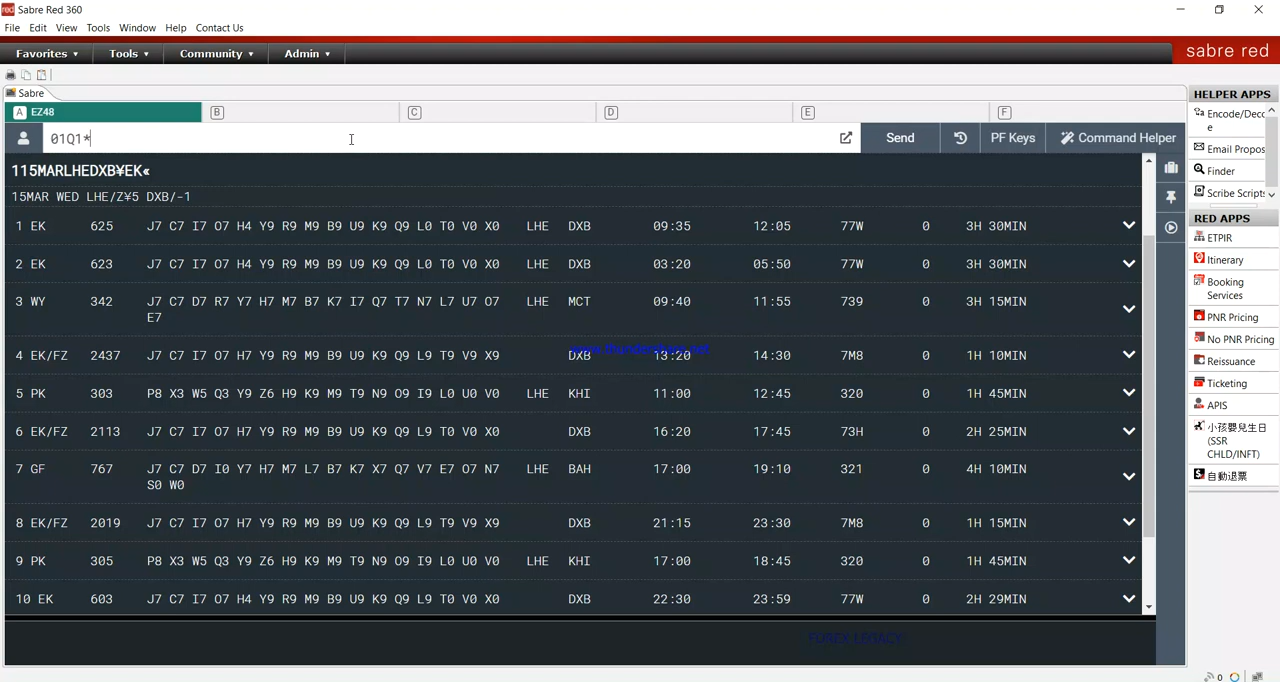 Sabre Red 360
File Edit View Tools Window Help Contact Us
Favorites Tools Community Admin sabre red
Sabre
A EZ48 B C D E F
01Q1* Send PF Keys Command Helper
115MARLHEDXB¥EK«
15MAR WED LHE/Z¥5 DXB/-1
1 EK 625 J7 C7 I7 O7 H4 Y9 R9 M9 B9 U9 K9 Q9 L0 T0 V0 X0 LHE DXB 09:35 12:05 77W 0 3H 30MIN
2 EK 623 J7 C7 I7 O7 H4 Y9 R9 M9 B9 U9 K9 Q9 L0 T0 V0 X0 LHE DXB 03:20 05:50 77W 0 3H 30MIN
3 WY 342 J7 C7 D7 R7 Y7 H7 M7 B7 K7 I7 Q7 T7 N7 L7 U7 O7 LHE MCT 09:40 11:55 739 0 3H 15MIN
E7
www.thundershare.net
4 EK/FZ 2437 J7 C7 I7 O7 H7 Y9 R9 M9 B9 U9 K9 Q9 L9 T9 V9 X9 DXB 13:20 14:30 7M8 0 1H 10MIN
5 PK 303 P8 X3 W5 Q3 Y9 Z6 H9 K9 M9 T9 N9 O9 I9 L0 U0 V0 LHE KHI 11:00 12:45 320 0 1H 45MIN
6 EK/FZ 2113 J7 C7 I7 O7 H7 Y9 R9 M9 B9 U9 K9 Q9 L9 T0 V0 X0 DXB 16:20 17:45 73H 0 2H 25MIN
7 GF 767 J7 C7 D7 I0 Y7 H7 M7 L7 B7 K7 X7 Q7 V7 E7 O7 N7 LHE BAH 17:00 19:10 321 0 4H 10MIN
S0 W0
8 EK/FZ 2019 J7 C7 I7 O7 H7 Y9 R9 M9 B9 U9 K9 Q9 L9 T9 V9 X9 DXB 21:15 23:30 7M8 0 1H 15MIN
9 PK 305 P8 X3 W5 Q3 Y9 Z6 H9 K9 M9 T9 N9 O9 I9 L0 U0 V0 LHE KHI 17:00 18:45 320 0 1H 45MIN
10 EK 603 J7 C7 I7 O7 H4 Y9 R9 M9 B9 U9 K9 Q9 L9 T0 V0 X0 DXB 22:30 23:59 77W 0 2H 29MIN
HELPER APPS
Encode/Deco
e
Email Propos
Finder
Scribe Scripts
RED APPS
ETPIR
Itinerary
Booking
Services
PNR Pricing
No PNR Pricing
Reissuance
Ticketing
APIS
小孩嬰兒生日
(SSR
CHLD/INFT)
自動退票
0